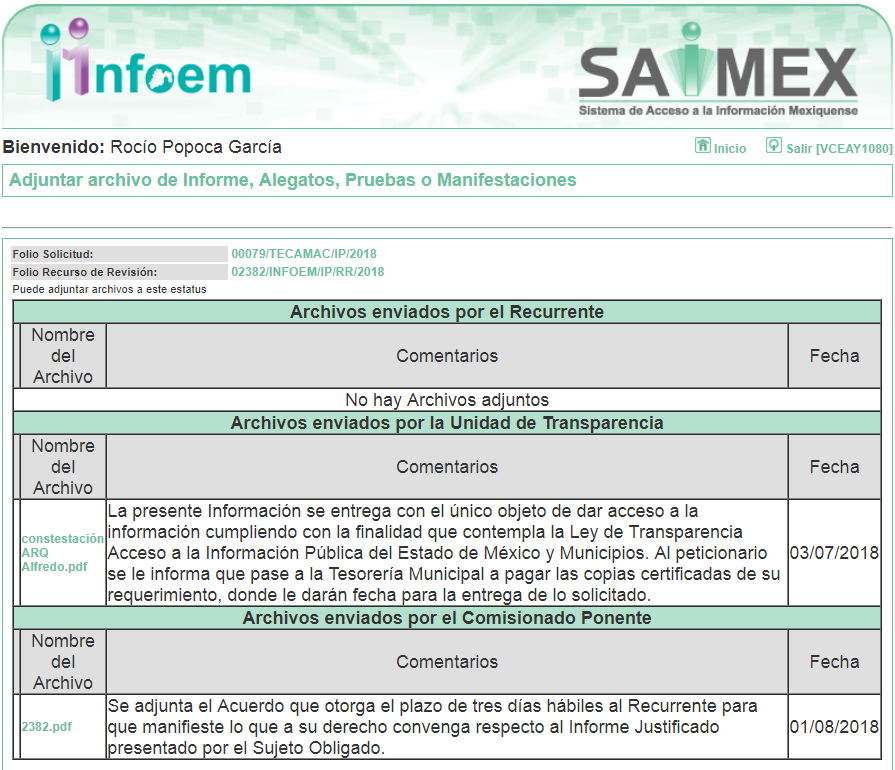 infoem
SAIMEX
Sistema de Acceso a la Información Mexiquense
Bienvenido: Rocío Popoca García
Inicio Salir [VCEAY1080]
Adjuntar archivo de Informe, Alegatos, Pruebas o Manifestaciones
Folio Solicitud: 00079/TECAMAC/IP/2018
Folio Recurso de Revisión: 02382/INFOEM/IP/RR/2018
Puede adjuntar archivos a este estatus
Archivos enviados por el Recurrente
Nombre
del
Archivo
Comentarios
Fecha
No hay Archivos adjuntos
Archivos enviados por la Unidad de Transparencia
Nombre
del
Archivo
Comentarios
Fecha
constestación
ARQ
Alfredo.pdf
La presente Información se entrega con el único objeto de dar acceso a la
información cumpliendo con la finalidad que contempla la Ley de Transparencia
Acceso a la Información Pública del Estado de México y Municipios. Al peticionario
se le informa que pase a la Tesorería Municipal a pagar las copias certificadas de su
requerimiento, donde le darán fecha para la entrega de lo solicitado.
03/07/2018
Archivos enviados por el Comisionado Ponente
Nombre
del
Archivo
Comentarios
Fecha
2382.pdf
Se adjunta el Acuerdo que otorga el plazo de tres días hábiles al Recurrente para
que manifieste lo que a su derecho convenga respecto al Informe Justificado
presentado por el Sujeto Obligado.
01/08/2018